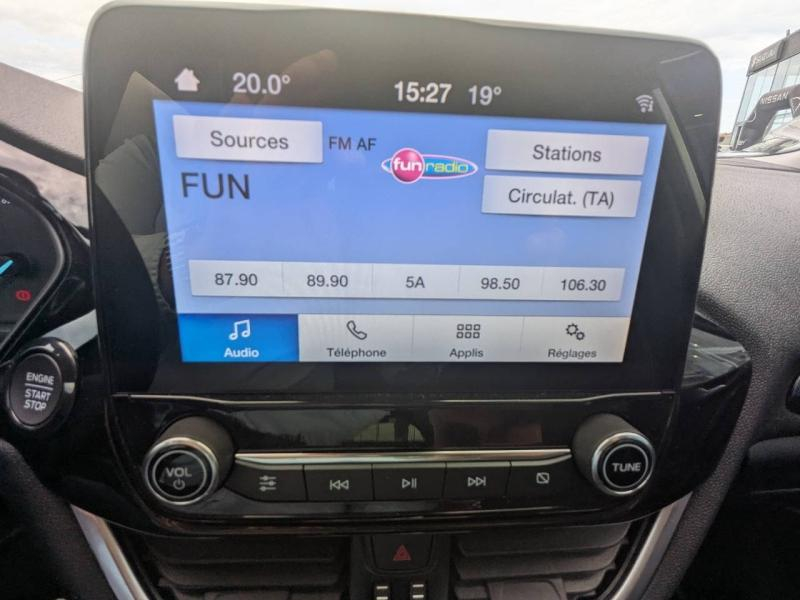 20.0° 15:27 19°
Sources FM AF fun radio Stations
FUN Circulat. (TA)
87.90 89.90 5A 98.50 106.30
Audio Téléphone Applis Réglages
ENGINE
START
STOP
VOL
TUNE
SUZUKI
NISSAN